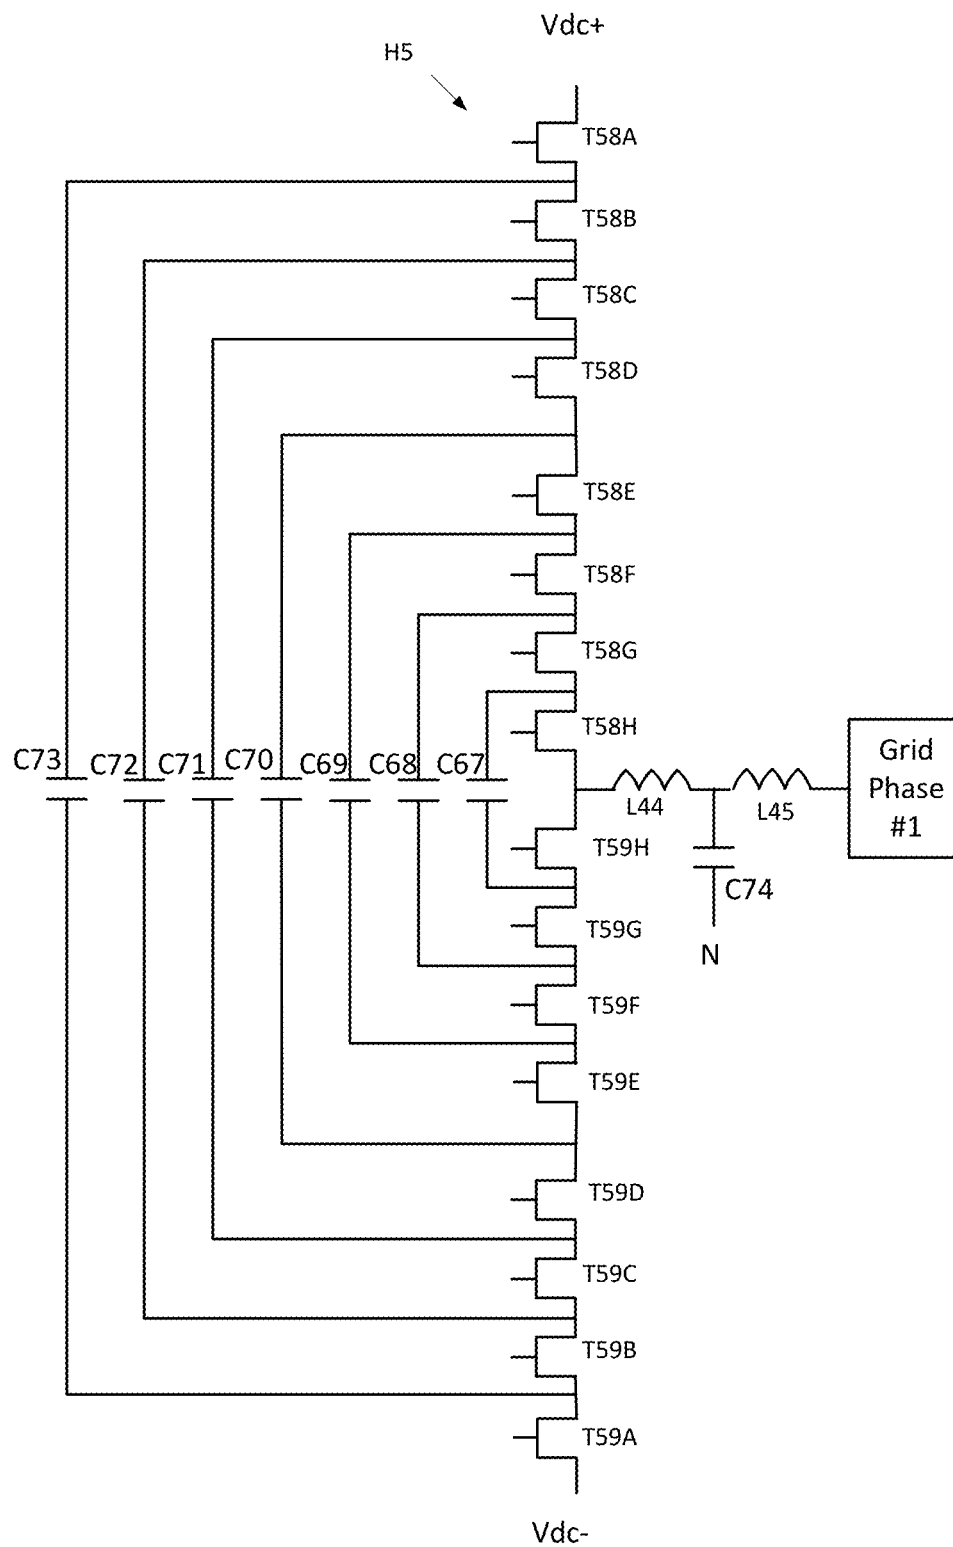 Vdc+
H5
T58A
T58B
T58C
T58D
T58E
T58F
T58G
T58H
C73
C72
C71
C70
C69
C68
C67
Grid
Phase
#1
L44
L45
T59H
C74
T59G
N
T59F
T59E
T59D
T59C
T59B
T59A
Vdc-